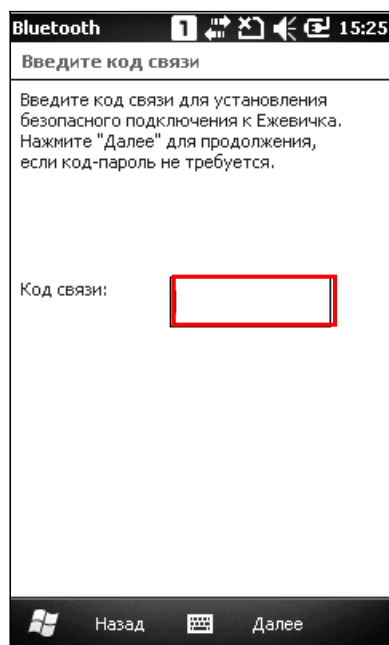 Bluetooth 1 15:25
Введите код связи
Введите код связи для установления
безопасного подключения к Ежевичка.
Нажмите "Далее" для продолжения,
если код-пароль не требуется.
Код связи:
Назад Далее